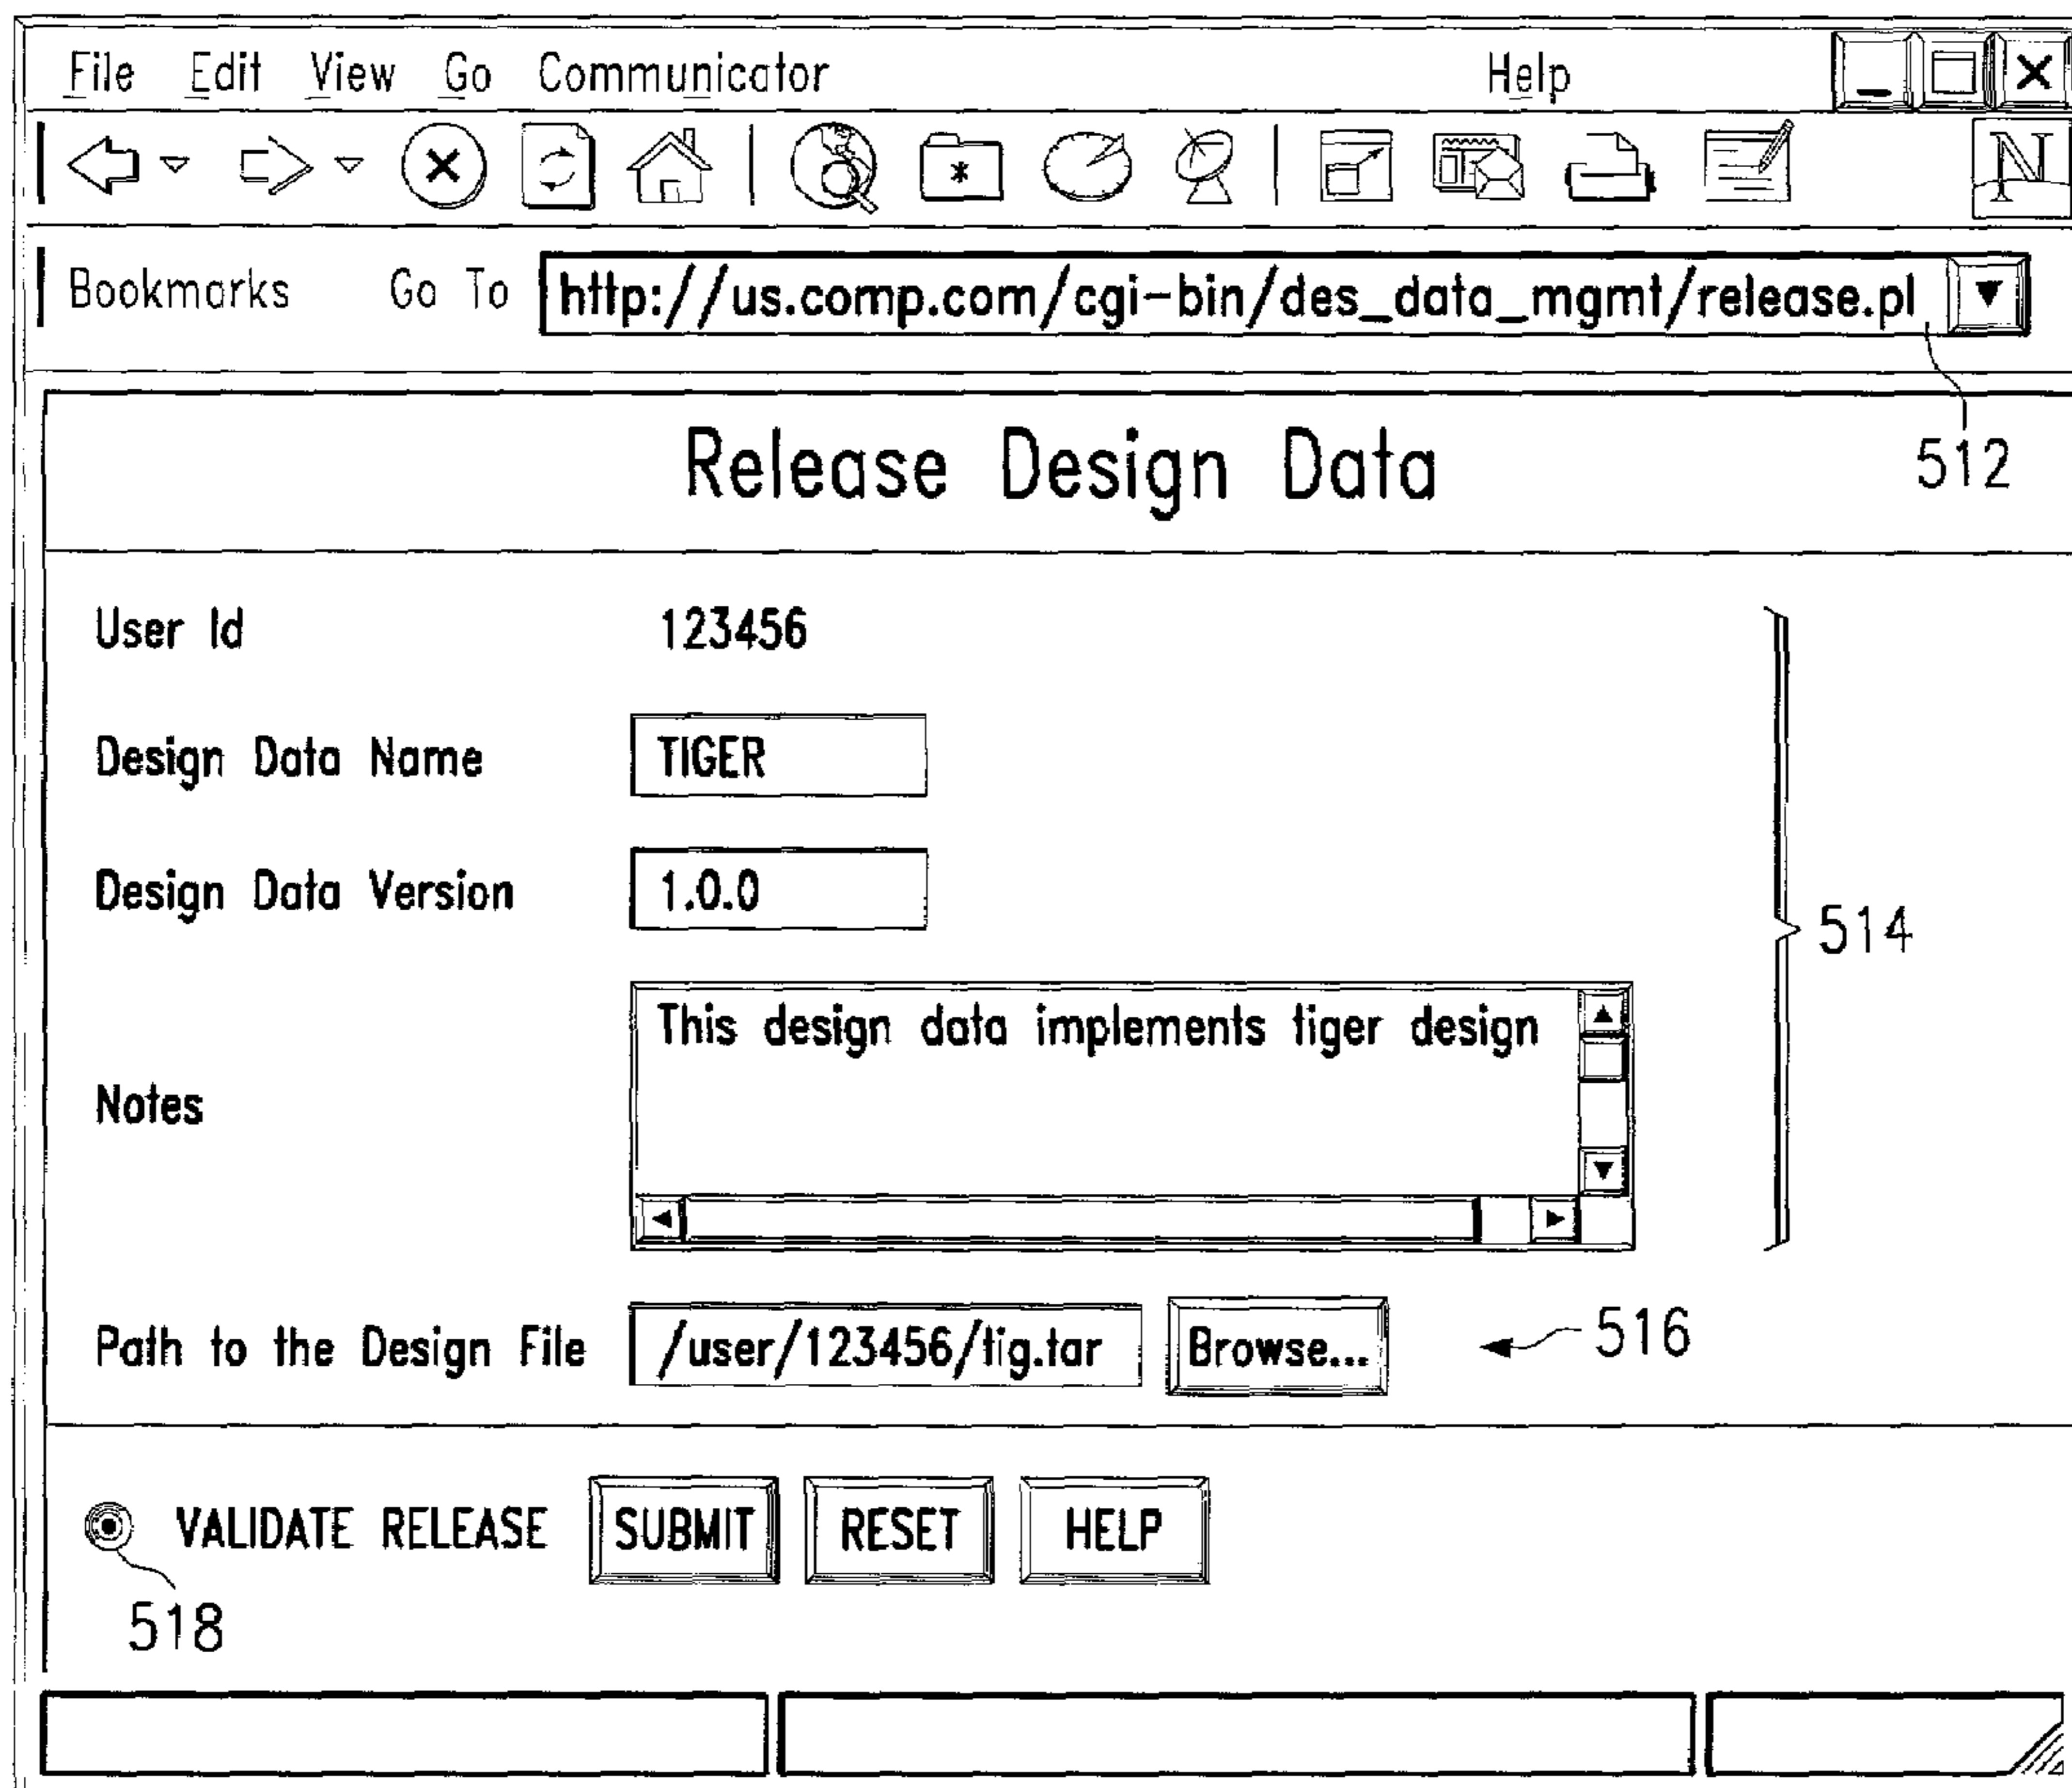 File Edit View Go Communicator Help
N
Bookmarks Go To http://us.comp.com/cgi-bin/des_data_mgmt/release.pl
512
Release Design Data
User Id 123456
Design Data Name TIGER
Design Data Version 1.0.0
514
Notes This design data implements tiger design
Path to the Design File /user/123456/tig.tar Browse... 516
VALIDATE RELEASE SUBMIT RESET HELP
518